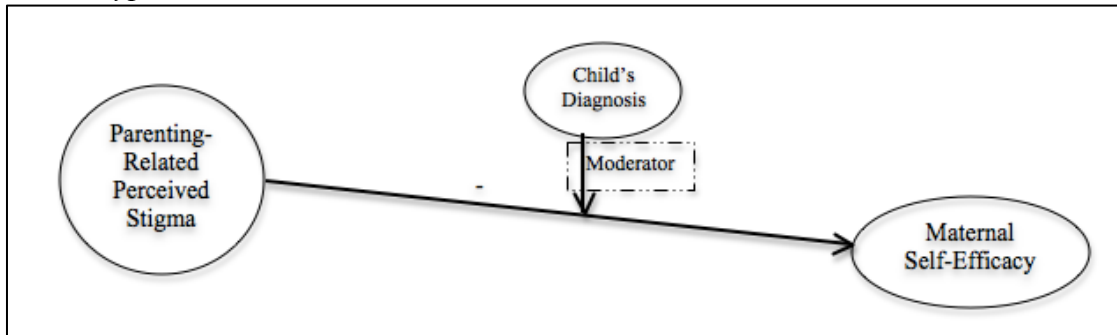 Parenting-
Related
Perceived
Stigma
-
Child's
Diagnosis
Moderator
Maternal
Self-Efficacy